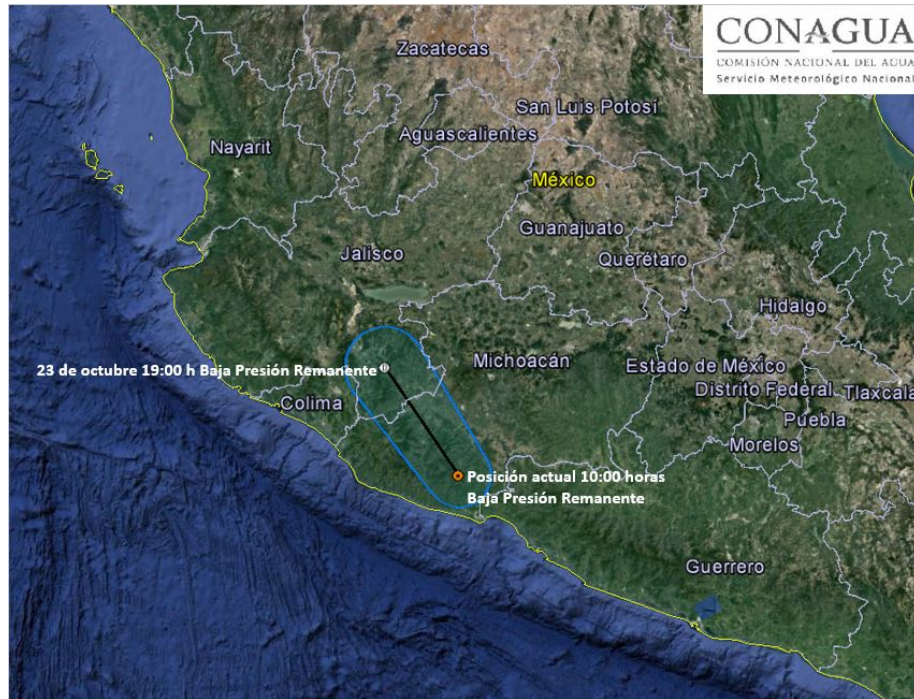 CONAGUA
COMISIÓN NACIONAL DEL AGUA
Servicio Meteorológico Nacional
Zacatecas
San Luis Potosí
Aguascalientes
Nayarit
México
Guanajuato
Jalisco
Querétaro
Hidalgo
Michoacán
Estado de México
23 de octubre 19:00 h Baja Presión Remanente
Distrito Federal
Tlaxcala
Colima
Puebla
Morelos
Posición actual 10:00 horas
Baja Presión Remanente
Guerrero